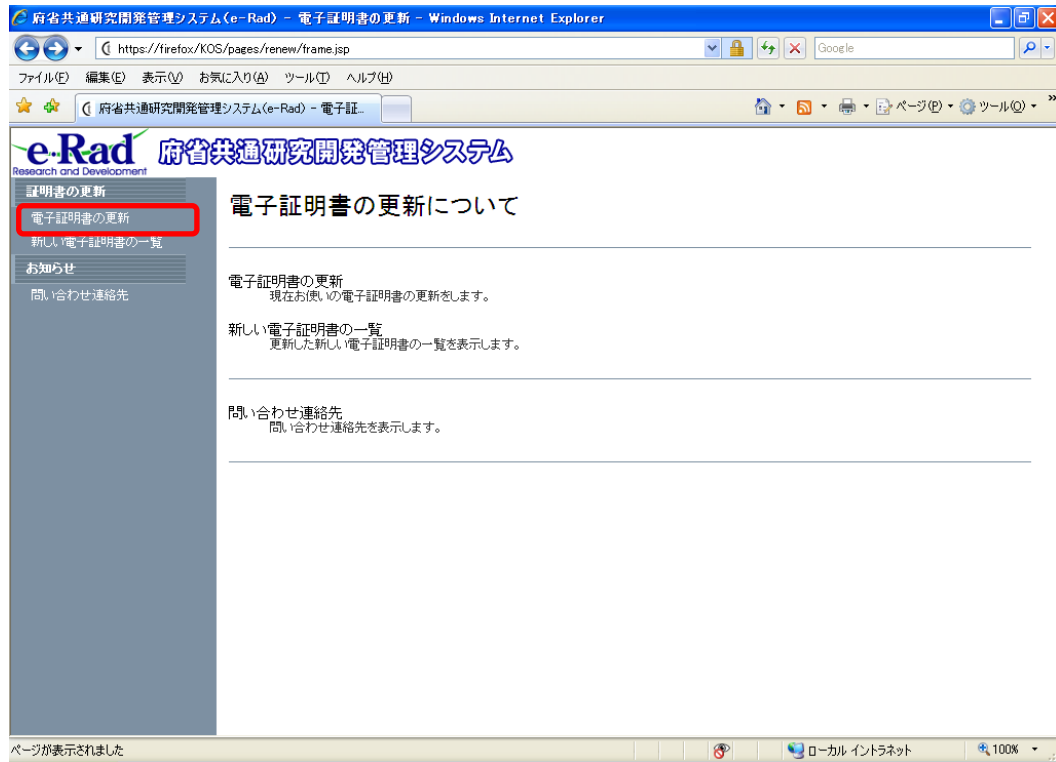 府省共通研究開発管理システム(e-Rad) - 電子証明書の更新 - Windows Internet Explorer
https://firefox/KOS/pages/renew/frame.jsp
Google
ファイル(F) 編集(E) 表示(V) お気に入り(A) ツール(T) ヘルプ(H)
府省共通研究開発管理システム(e-Rad) - 電子証...
ページ(P) ツール(O) »
e-Rad 府省共通研究開発管理システム
Research and Development
証明書の更新
電子証明書の更新
新しい電子証明書の一覧
お知らせ
問い合わせ連絡先
電子証明書の更新について
電子証明書の更新
現在お使いの電子証明書の更新をします。
新しい電子証明書の一覧
更新した新しい電子証明書の一覧を表示します。
問い合わせ連絡先
問い合わせ連絡先を表示します。
ページが表示されました
ローカル イントラネット
100%